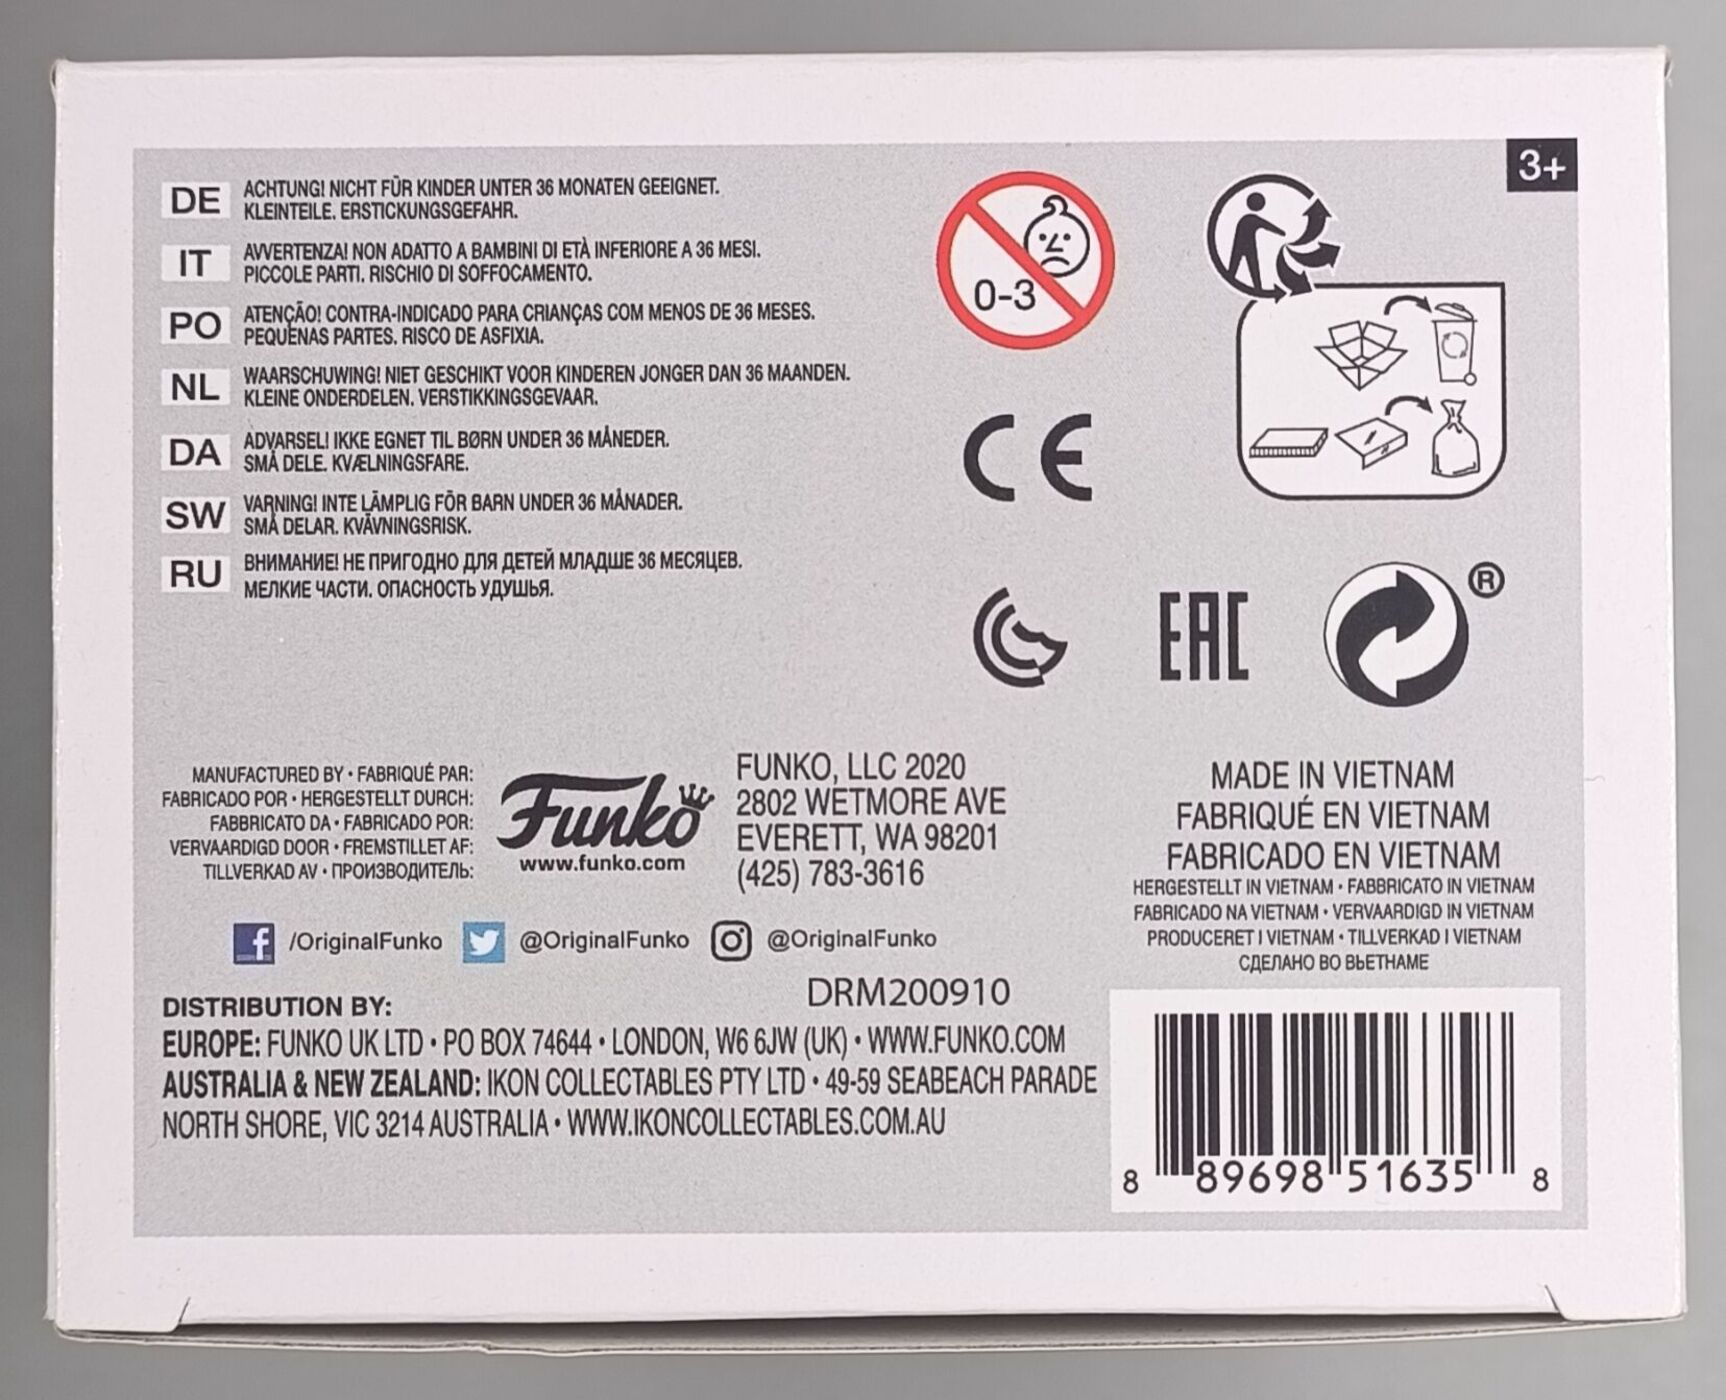 3+
DE
ACHTUNG! NICHT FÜR KINDER UNTER 36 MONATEN GEEIGNET.
KLEINTEILE. ERSTICKUNGSGEFAHR.
IT
AVVERTENZA! NON ADATTO A BAMBINI DI ETÀ INFERIORE A 36 MESI.
PICCOLE PARTI. RISCHIO DI SOFFOCAMENTO.
PO
ATENÇÃO! CONTRA-INDICADO PARA CRIANÇAS COM MENOS DE 36 MESES.
PEQUENAS PARTES. RISCO DE ASFIXIA.
NL
WAARSCHUWING! NIET GESCHIKT VOOR KINDEREN JONGER DAN 36 MAANDEN.
KLEINE ONDERDELEN. VERSTIKKINGSGEVAAR.
DA
ADVARSEL! IKKE EGNET TIL BØRN UNDER 36 MÅNEDER.
SMÅ DELE. KVÆLNINGSFARE.
SW
VARNING! INTE LÄMPLIG FÖR BARN UNDER 36 MÅNADER.
SMÅ DELAR. KVÄVNINGSRISK.
RU
ВНИМАНИЕ! НЕ ПРИГОДНО ДЛЯ ДЕТЕЙ МЛАДШЕ 36 МЕСЯЦЕВ.
МЕЛКИЕ ЧАСТИ. ОПАСНОСТЬ УДУШЬЯ.
0-3
CE
EAC
®
MANUFACTURED BY • FABRIQUÉ PAR:
FABRICADO POR • HERGESTELLT DURCH:
FABBRICATO DA • FABRICADO POR:
VERVAARDIGD DOOR • FREMSTILLET AF:
TILLVERKAD AV • ПРОИЗВОДИТЕЛЬ:
Funko
www.funko.com
FUNKO, LLC 2020
2802 WETMORE AVE
EVERETT, WA 98201
(425) 783-3616
MADE IN VIETNAM
FABRIQUÉ EN VIETNAM
FABRICADO EN VIETNAM
HERGESTELLT IN VIETNAM • FABBRICATO IN VIETNAM
FABRICADO NA VIETNAM • VERVAARDIGD IN VIETNAM
PRODUCERET I VIETNAM • TILLVERKAD I VIETNAM
СДЕЛАНО ВО ВЬЕТНАМЕ
f /OriginalFunko @OriginalFunko @OriginalFunko
DRM200910
DISTRIBUTION BY:
EUROPE: FUNKO UK LTD • PO BOX 74644 • LONDON, W6 6JW (UK) • WWW.FUNKO.COM
AUSTRALIA & NEW ZEALAND: IKON COLLECTABLES PTY LTD • 49-59 SEABEACH PARADE
NORTH SHORE, VIC 3214 AUSTRALIA • WWW.IKONCOLLECTABLES.COM.AU
8 89698 51635 8